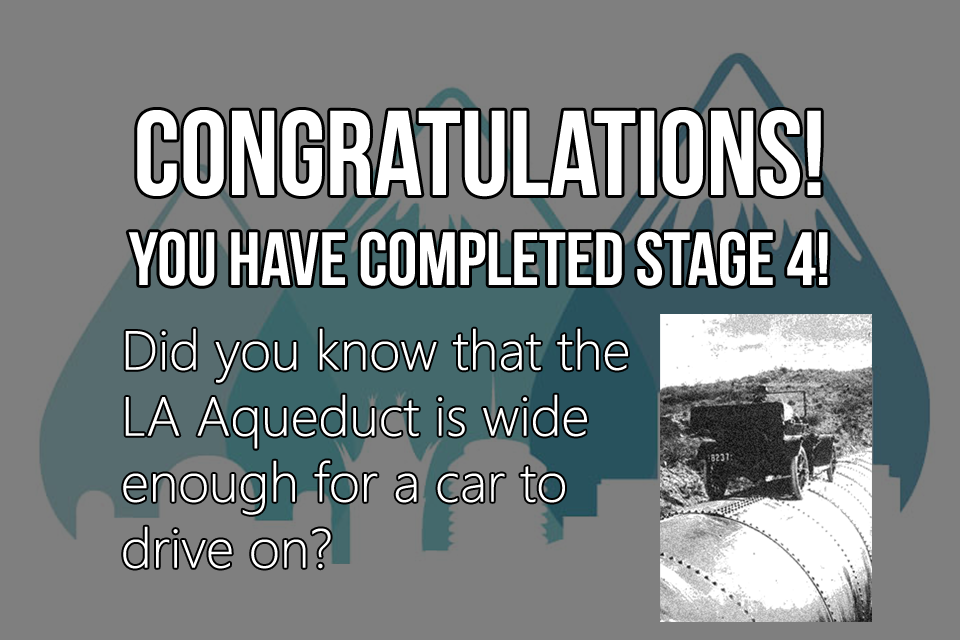 CONGRATULATIONS!
YOU HAVE COMPLETED STAGE 4!
Did you know that the
LA Aqueduct is wide
enough for a car to
drive on?
8237